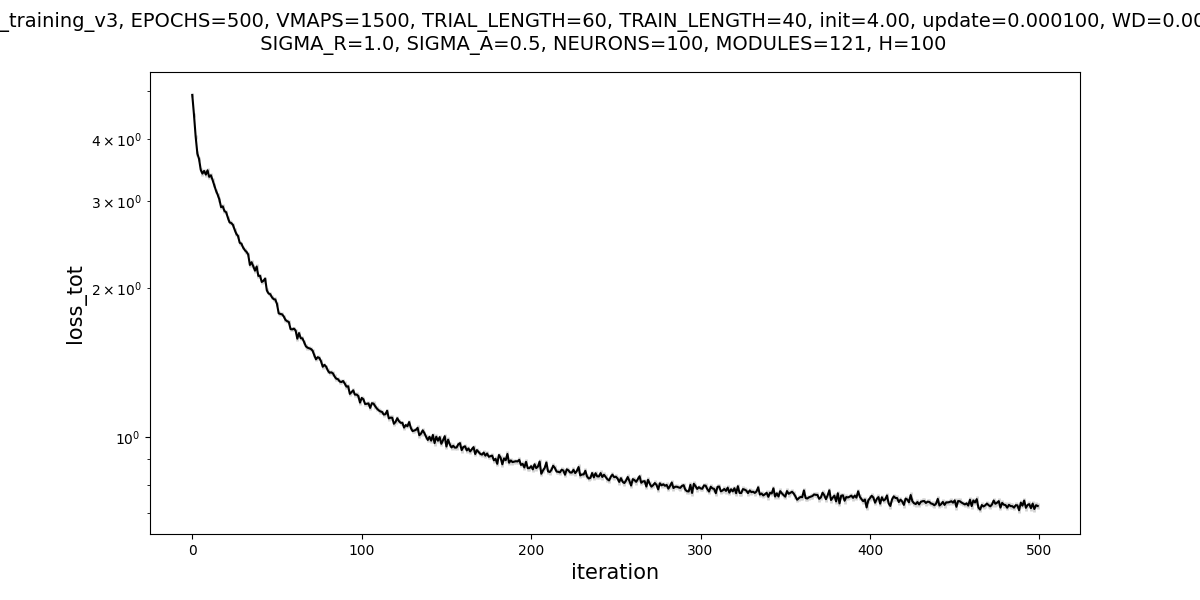 _training_v3, EPOCHS=500, VMAPS=1500, TRIAL_LENGTH=60, TRAIN_LENGTH=40, init=4.00, update=0.000100, WD=0.00
SIGMA_R=1.0, SIGMA_A=0.5, NEURONS=100, MODULES=121, H=100
4 × 10⁰
3 × 10⁰
2 × 10⁰
10⁰
loss_tot
0 100 200 300 400 500
iteration